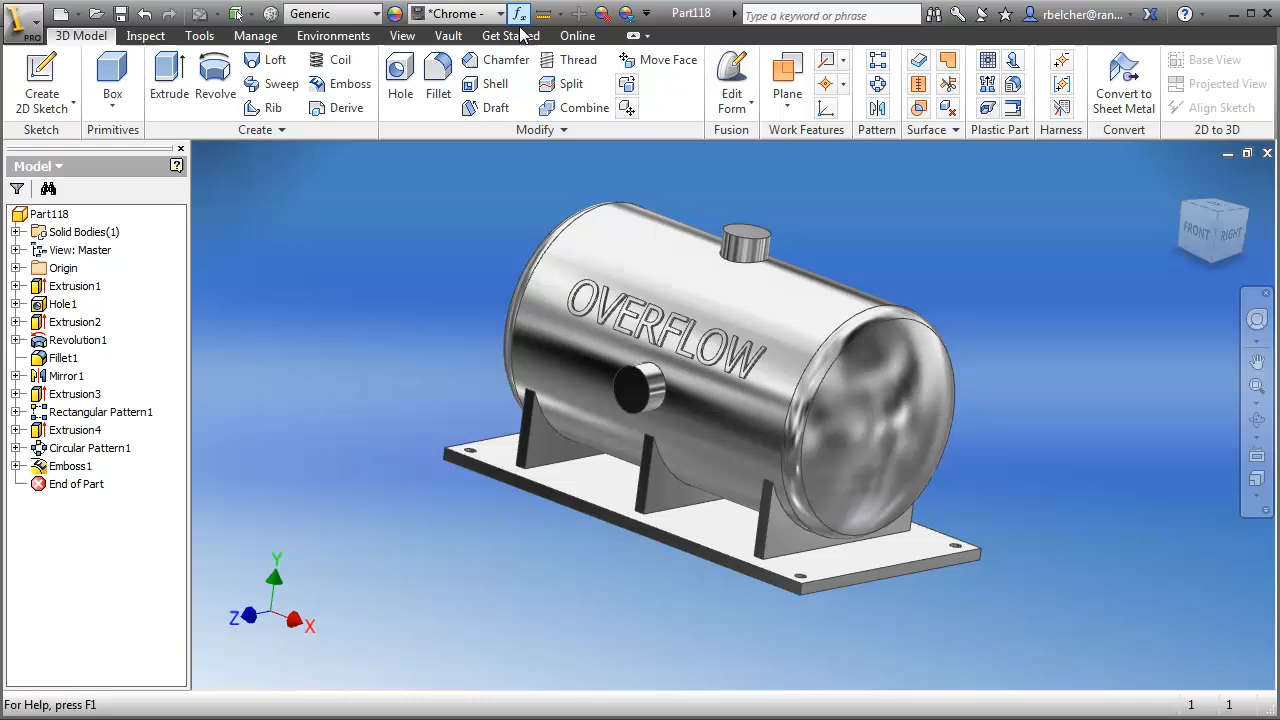 Generic
*Chrome -
fx
Part118
Type a keyword or phrase
rbelcher@ran...
PRO
3D Model
Inspect
Tools
Manage
Environments
View
Vault
Get Started
Online
Create
2D Sketch
Box
Extrude
Revolve
Loft
Sweep
Rib
Coil
Emboss
Derive
Hole
Fillet
Chamfer
Shell
Draft
Thread
Split
Combine
Move Face
Edit
Form
Plane
Convert to
Sheet Metal
Base View
Projected View
Align Sketch
Sketch
Primitives
Create
Modify
Fusion
Work Features
Pattern
Surface
Plastic Part
Harness
Convert
2D to 3D
Model
Part118
Solid Bodies(1)
View: Master
Origin
Extrusion1
Hole1
Extrusion2
Revolution1
Fillet1
Mirror1
Extrusion3
Rectangular Pattern1
Extrusion4
Circular Pattern1
Emboss1
End of Part
OVERFLOW
FRONT
RIGHT
Y
Z
X
For Help, press F1
1
1